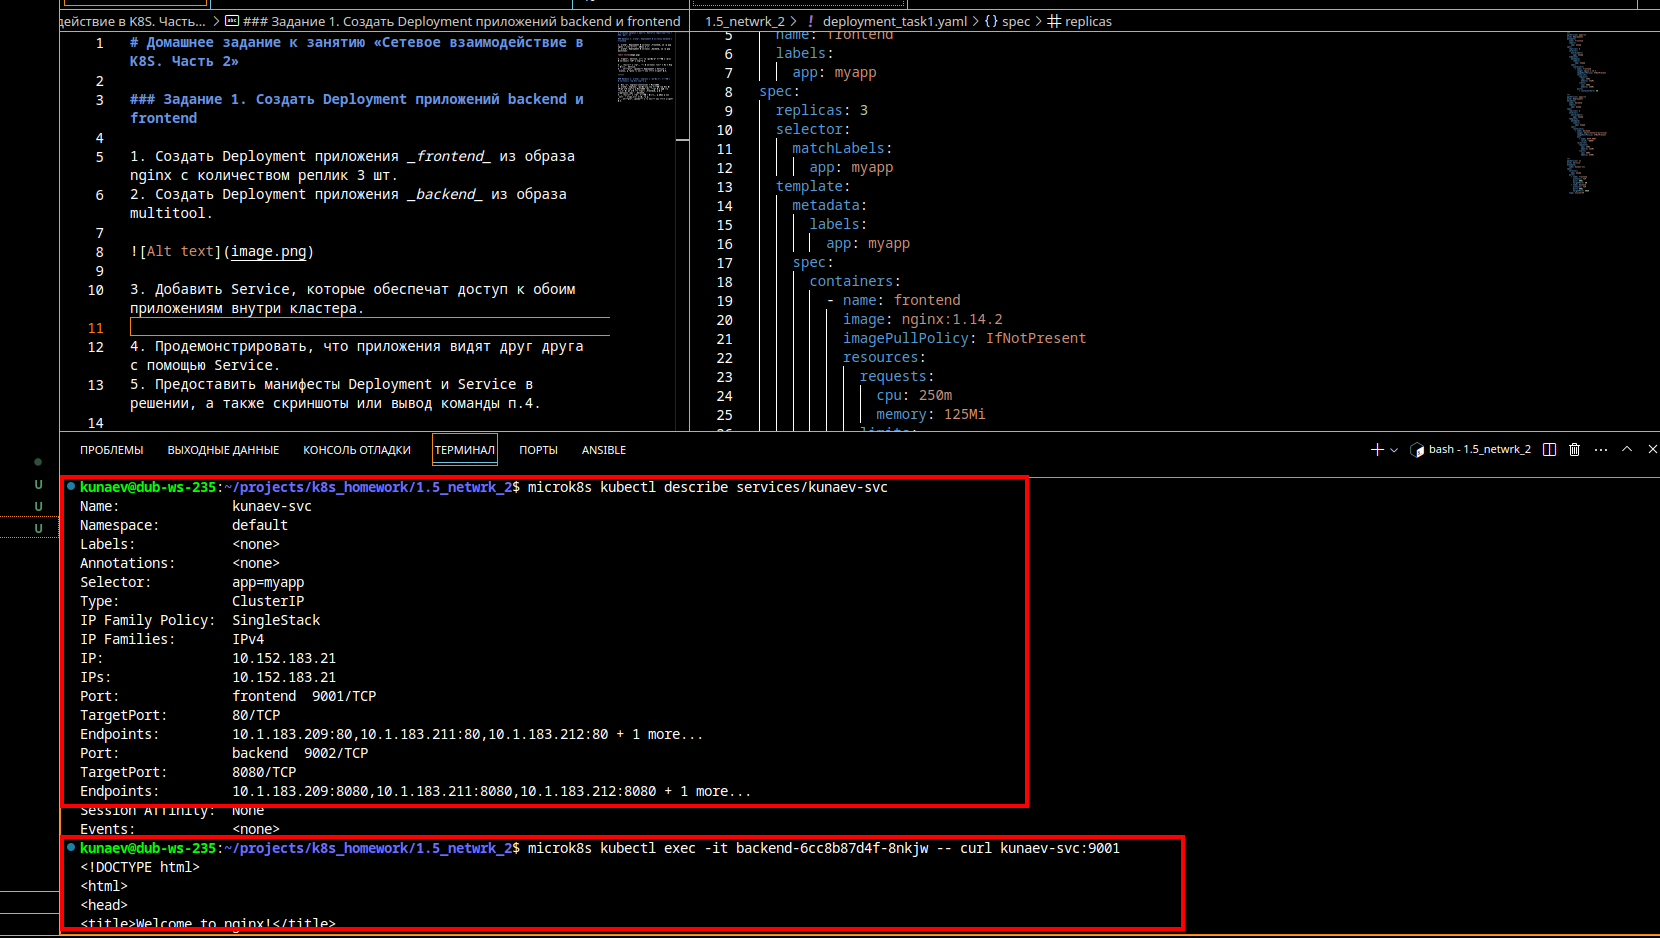 действие в K8S. Часть... > ### Задание 1. Создать Deployment приложений backend и frontend
1 # Домашнее задание к занятию «Сетевое взаимодействие в
K8S. Часть 2»
2
3 ### Задание 1. Создать Deployment приложений backend и
frontend
4
5 1. Создать Deployment приложения _frontend_ из образа
nginx с количеством реплик 3 шт.
6 2. Создать Deployment приложения _backend_ из образа
multitool.
7
8 ![Alt text](image.png)
9
10 3. Добавить Service, которые обеспечат доступ к обоим
приложениям внутри кластера.
11
12 4. Продемонстрировать, что приложения видят друг друга
с помощью Service.
13 5. Предоставить манифесты Deployment и Service в
решении, а также скриншоты или вывод команды п.4.
14
1.5_netwrk_2 > ! deployment_task1.yaml > {} spec > replicas
5 name: frontend
6 labels:
7 app: myapp
8 spec:
9 replicas: 3
10 selector:
11 matchLabels:
12 app: myapp
13 template:
14 metadata:
15 labels:
16 app: myapp
17 spec:
18 containers:
19 - name: frontend
20 image: nginx:1.14.2
21 imagePullPolicy: IfNotPresent
22 resources:
23 requests:
24 cpu: 250m
25 memory: 125Mi
26 limits:
ПРОБЛЕМЫ ВЫХОДНЫЕ ДАННЫЕ КОНСОЛЬ ОТЛАДКИ ТЕРМИНАЛ ПОРТЫ ANSIBLE
bash - 1.5_netwrk_2
U
U
U
kunaev@dub-ws-235:~/projects/k8s_homework/1.5_netwrk_2$ microk8s kubectl describe services/kunaev-svc
Name: kunaev-svc
Namespace: default
Labels: <none>
Annotations: <none>
Selector: app=myapp
Type: ClusterIP
IP Family Policy: SingleStack
IP Families: IPv4
IP: 10.152.183.21
IPs: 10.152.183.21
Port: frontend 9001/TCP
TargetPort: 80/TCP
Endpoints: 10.1.183.209:80,10.1.183.211:80,10.1.183.212:80 + 1 more...
Port: backend 9002/TCP
TargetPort: 8080/TCP
Endpoints: 10.1.183.209:8080,10.1.183.211:8080,10.1.183.212:8080 + 1 more...
Session Affinity: None
Events: <none>
kunaev@dub-ws-235:~/projects/k8s_homework/1.5_netwrk_2$ microk8s kubectl exec -it backend-6cc8b87d4f-8nkjw -- curl kunaev-svc:9001
<!DOCTYPE html>
<html>
<head>
<title>Welcome to nginx!</title>